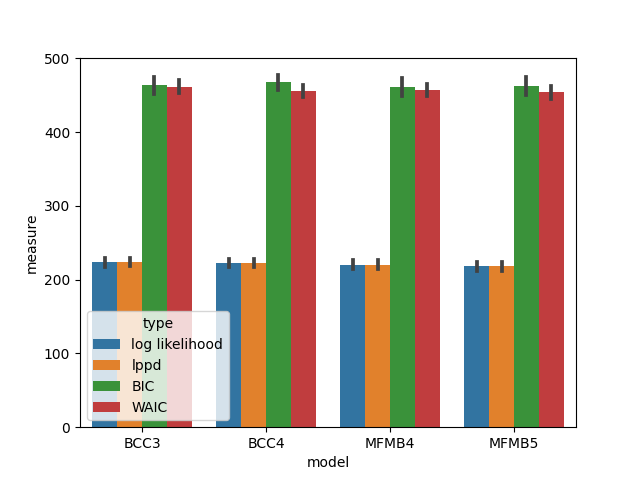 500
400
300
200
100
0
measure
type
log likelihood
lppd
BIC
WAIC
BCC3 BCC4 MFMB4 MFMB5
model